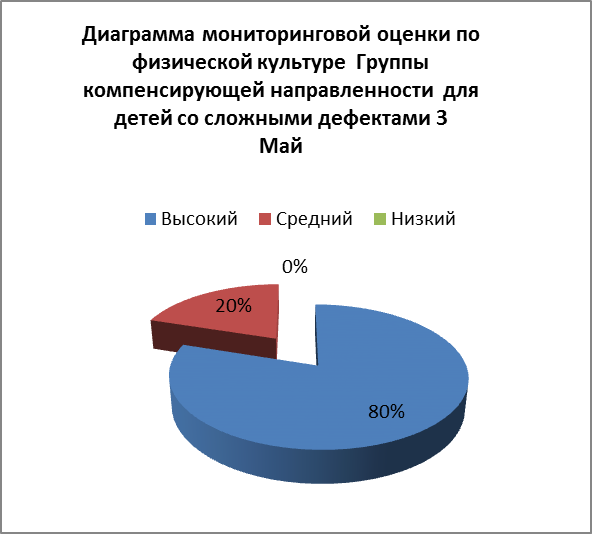 Диаграмма мониторинговой оценки по
физической культуре Группы
компенсирующей направленности для
детей со сложными дефектами 3
Май
Высокий Средний Низкий
0%
20%
80%